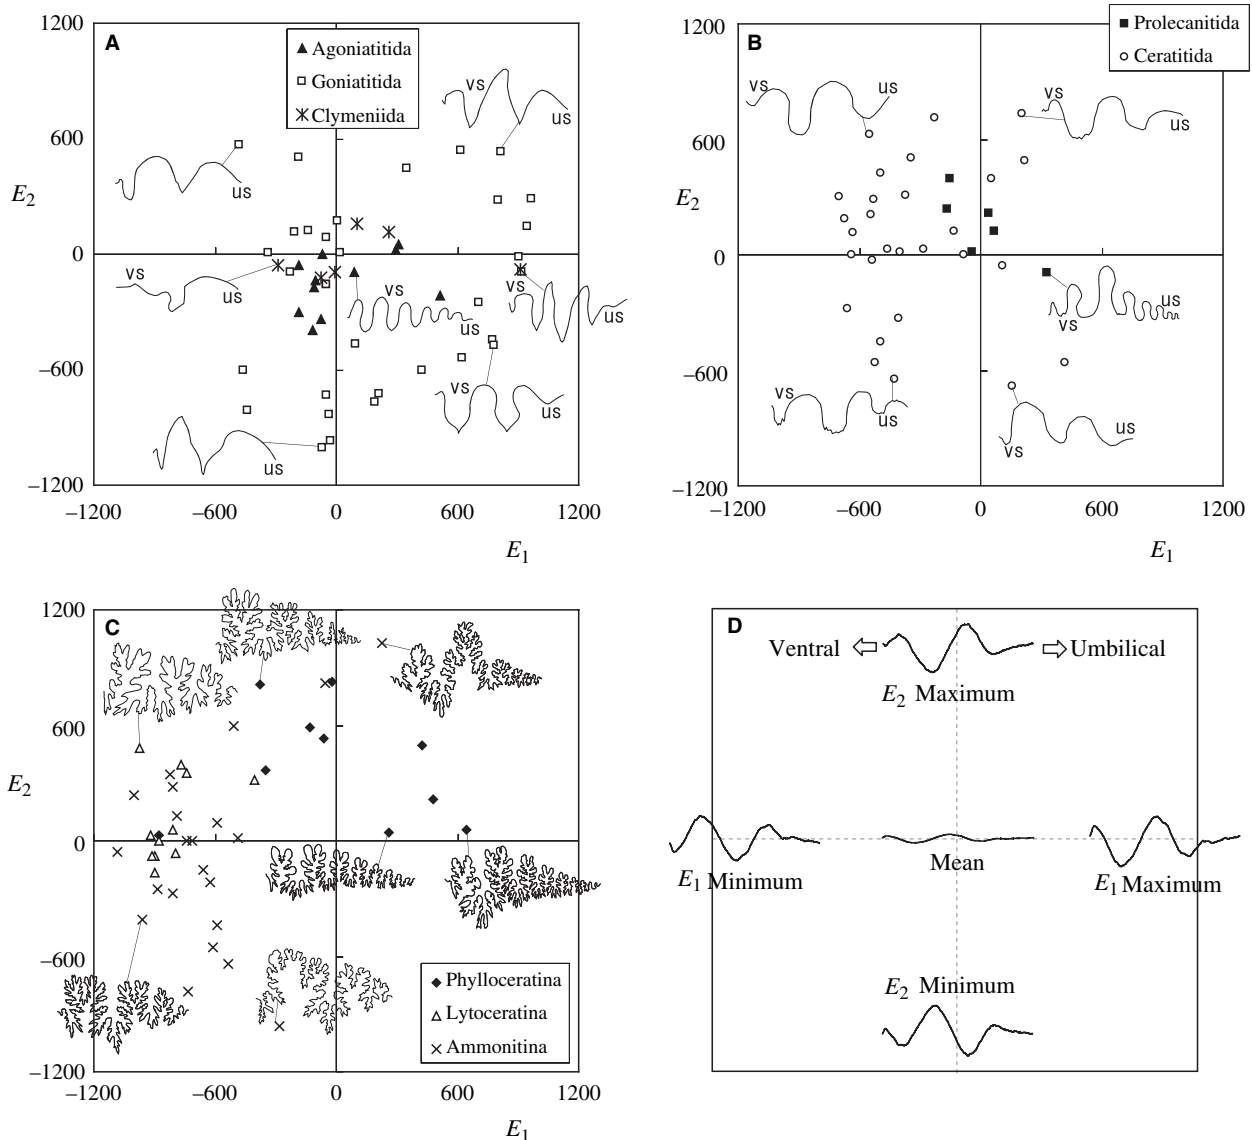 A
Agoniatitida
Goniatitida
Clymeniida
1200
600
0
−600
−1200
E2
−1200
−600
0
600
1200
E1
vs
us
us
vs
us
vs
us
vs
us
vs
us
us
B
Prolecanitida
Ceratitida
1200
600
0
−600
−1200
E2
−1200
−600
0
600
1200
E1
vs
us
vs
us
us
vs
vs
us
us
vs
C
1200
600
0
−600
−1200
E2
−1200
−600
0
600
1200
E1
Phylloceratina
Lytoceratina
Ammonitina
D
Ventral
Umbilical
E2 Maximum
Mean
E1 Minimum
E1 Maximum
E2 Minimum